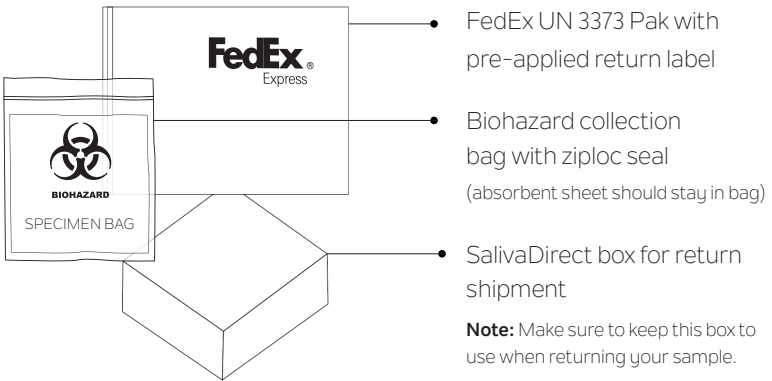 FedEx®
Express
BIOHAZARD
SPECIMEN BAG
FedEx UN 3373 Pak with
pre-applied return label
Biohazard collection
bag with ziploc seal
(absorbent sheet should stay in bag)
SalivaDirect box for return
shipment
Note: Make sure to keep this box to
use when returning your sample.